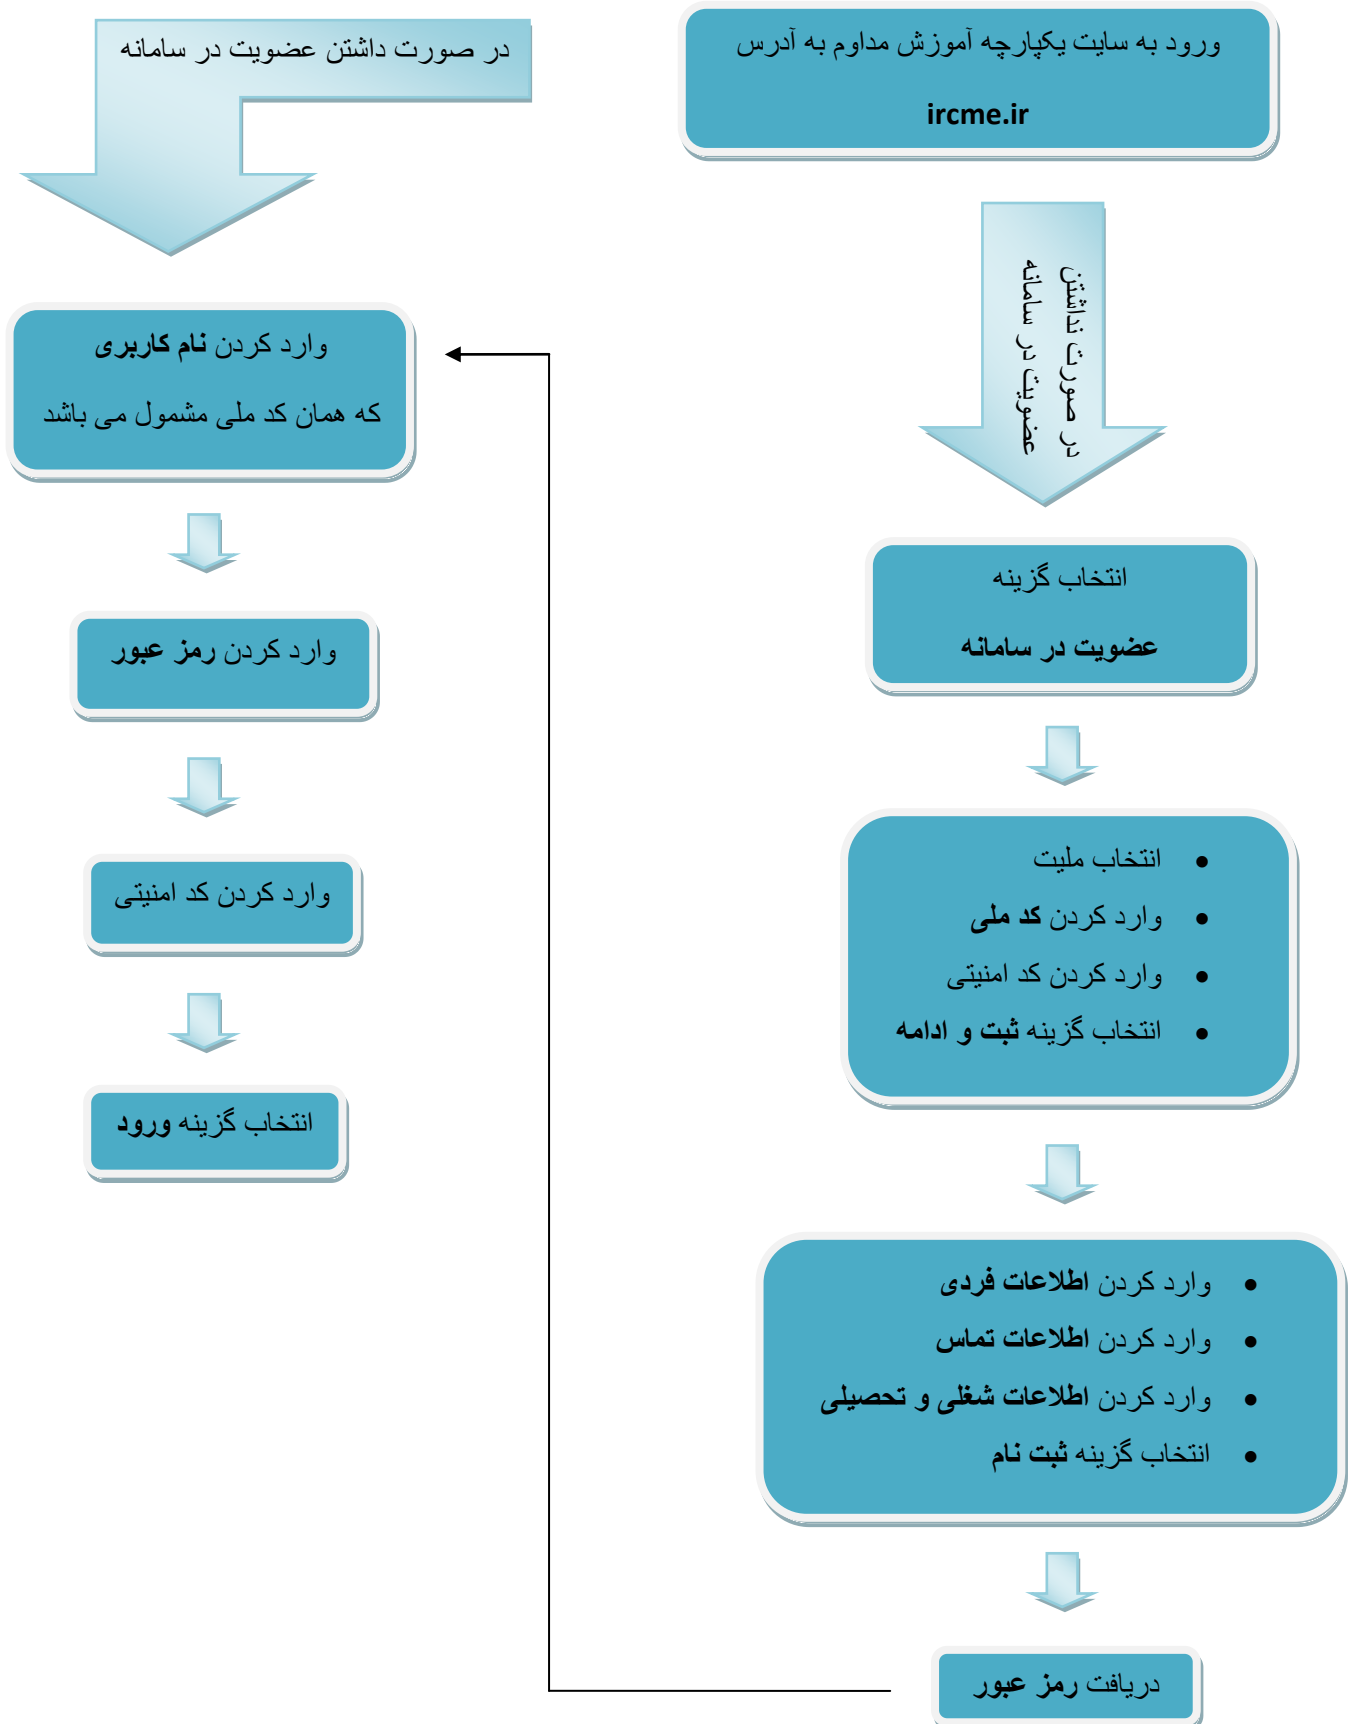 ورود به سایت یکپارچه آموزش مداوم به آدرس
ircme.ir
در صورت داشتن عضویت در سامانه
در صورت نداشتن
عضویت در سامانه
انتخاب گزینه
عضویت در سامانه
• انتخاب ملیت
• وارد کردن کد ملی
• وارد کردن کد امنیتی
• انتخاب گزینه ثبت و ادامه
• وارد کردن اطلاعات فردی
• وارد کردن اطلاعات تماس
• وارد کردن اطلاعات شغلی و تحصیلی
• انتخاب گزینه ثبت نام
دریافت رمز عبور
وارد کردن نام کاربری
که همان کد ملی مشمول می باشد
وارد کردن رمز عبور
وارد کردن کد امنیتی
انتخاب گزینه ورود